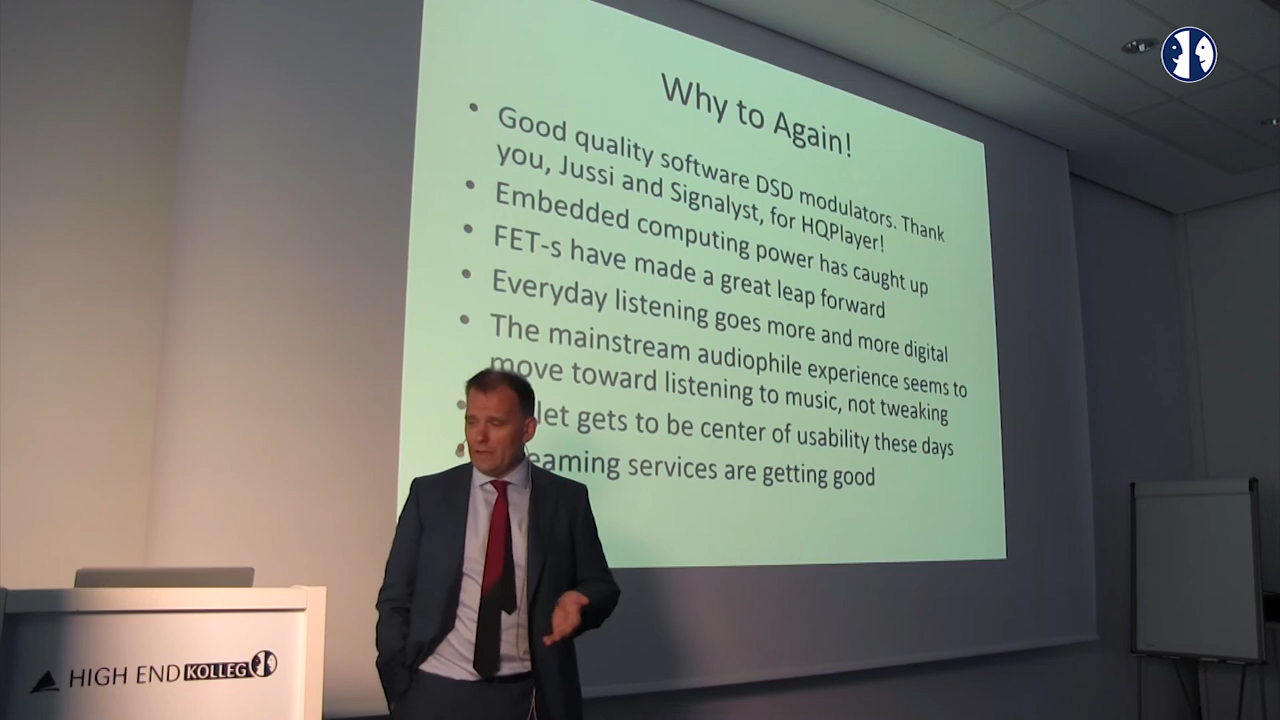 Why to Again!
• Good quality software DSD modulators. Thank
you, Jussi and Signalyst, for HQPlayer!
• Embedded computing power has caught up
• FET-s have made a great leap forward
• Everyday listening goes more and more digital
• The mainstream audiophile experience seems to
move toward listening to music, not tweaking
gets to be center of usability these days
services are getting good
HIGH END KOLLEG